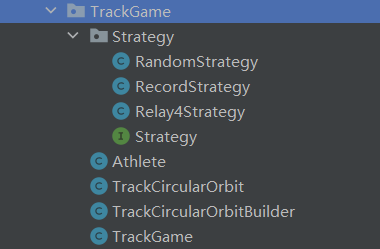 TrackGame
Strategy
RandomStrategy
RecordStrategy
Relay4Strategy
Strategy
Athlete
TrackCircularOrbit
TrackCircularOrbitBuilder
TrackGame